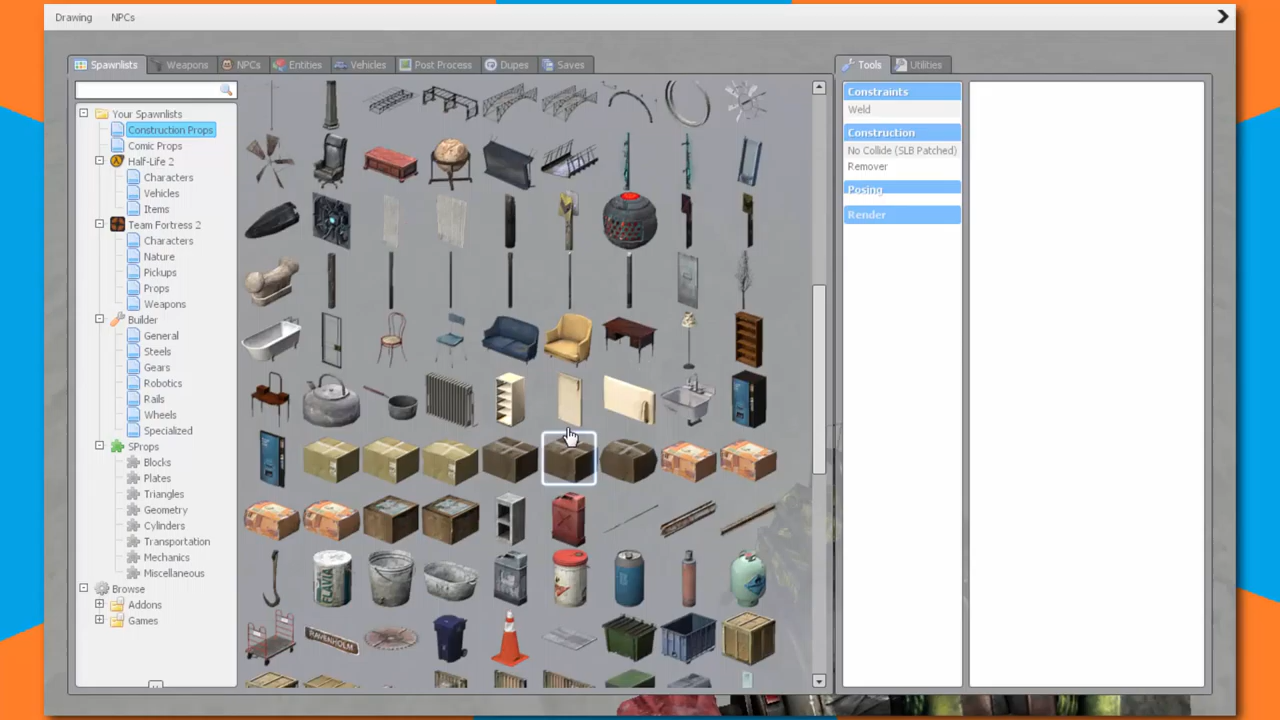 Drawing NPCs
Spawnlists Weapons NPCs Entities Vehicles Post Process Dupes Saves
Tools Utilities
Your Spawnlists
Construction Props
Comic Props
Half-Life 2
Characters
Vehicles
Items
Team Fortress 2
Characters
Nature
Pickups
Props
Weapons
Builder
General
Steels
Gears
Robotics
Rails
Wheels
Specialized
SProps
Blocks
Plates
Triangles
Geometry
Cylinders
Transportation
Mechanics
Miscellaneous
Browse
Addons
Games
FLAVIA
RAVENHOLM
Constraints
Weld
Construction
No Collide (SLB Patched)
Remover
Posing
Render